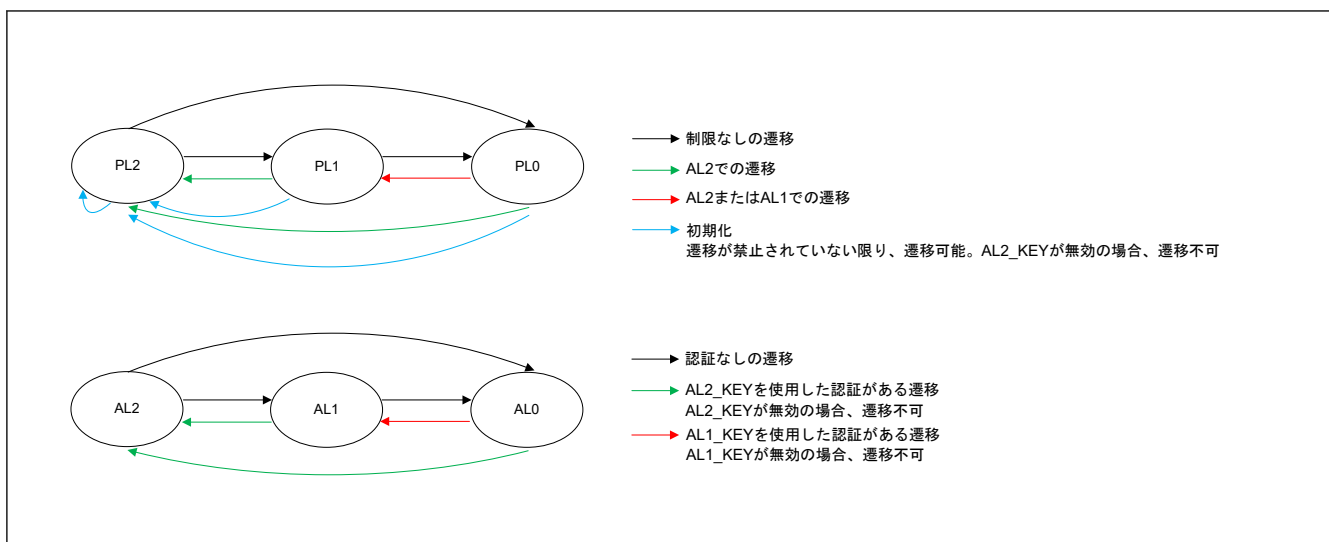 PL2
PL1
PL0
制限なしの遷移
AL2での遷移
AL2またはAL1での遷移
初期化
遷移が禁止されていない限り、遷移可能。AL2_KEYが無効の場合、遷移不可
AL2
AL1
AL0
認証なしの遷移
AL2_KEYを使用した認証がある遷移
AL2_KEYが無効の場合、遷移不可
AL1_KEYを使用した認証がある遷移
AL1_KEYが無効の場合、遷移不可